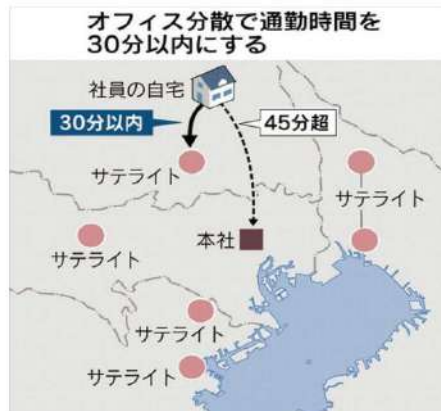 オフィス分散で通勤時間を
30分以内にする
社員の自宅
30分以内
45分超
サテライト
サテライト
本社
サテライト
サテライト
サテライト